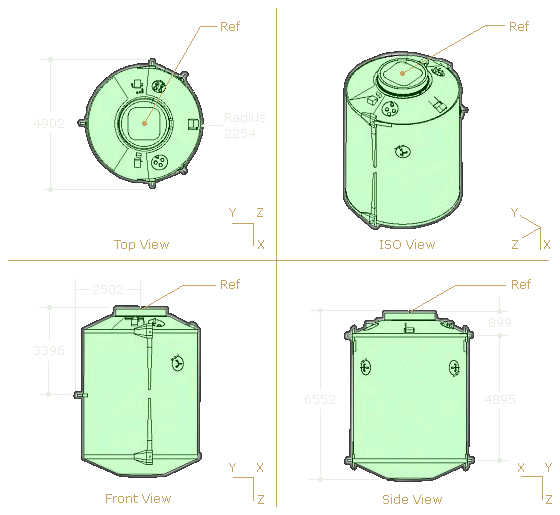 Ref
4902
Radius
2254
Y Z
X
Top View
Ref
Y
Z X
ISO View
2502
Ref
3396
Y X
Z
Front View
Ref
899
6552
4895
X Y
Z
Side View